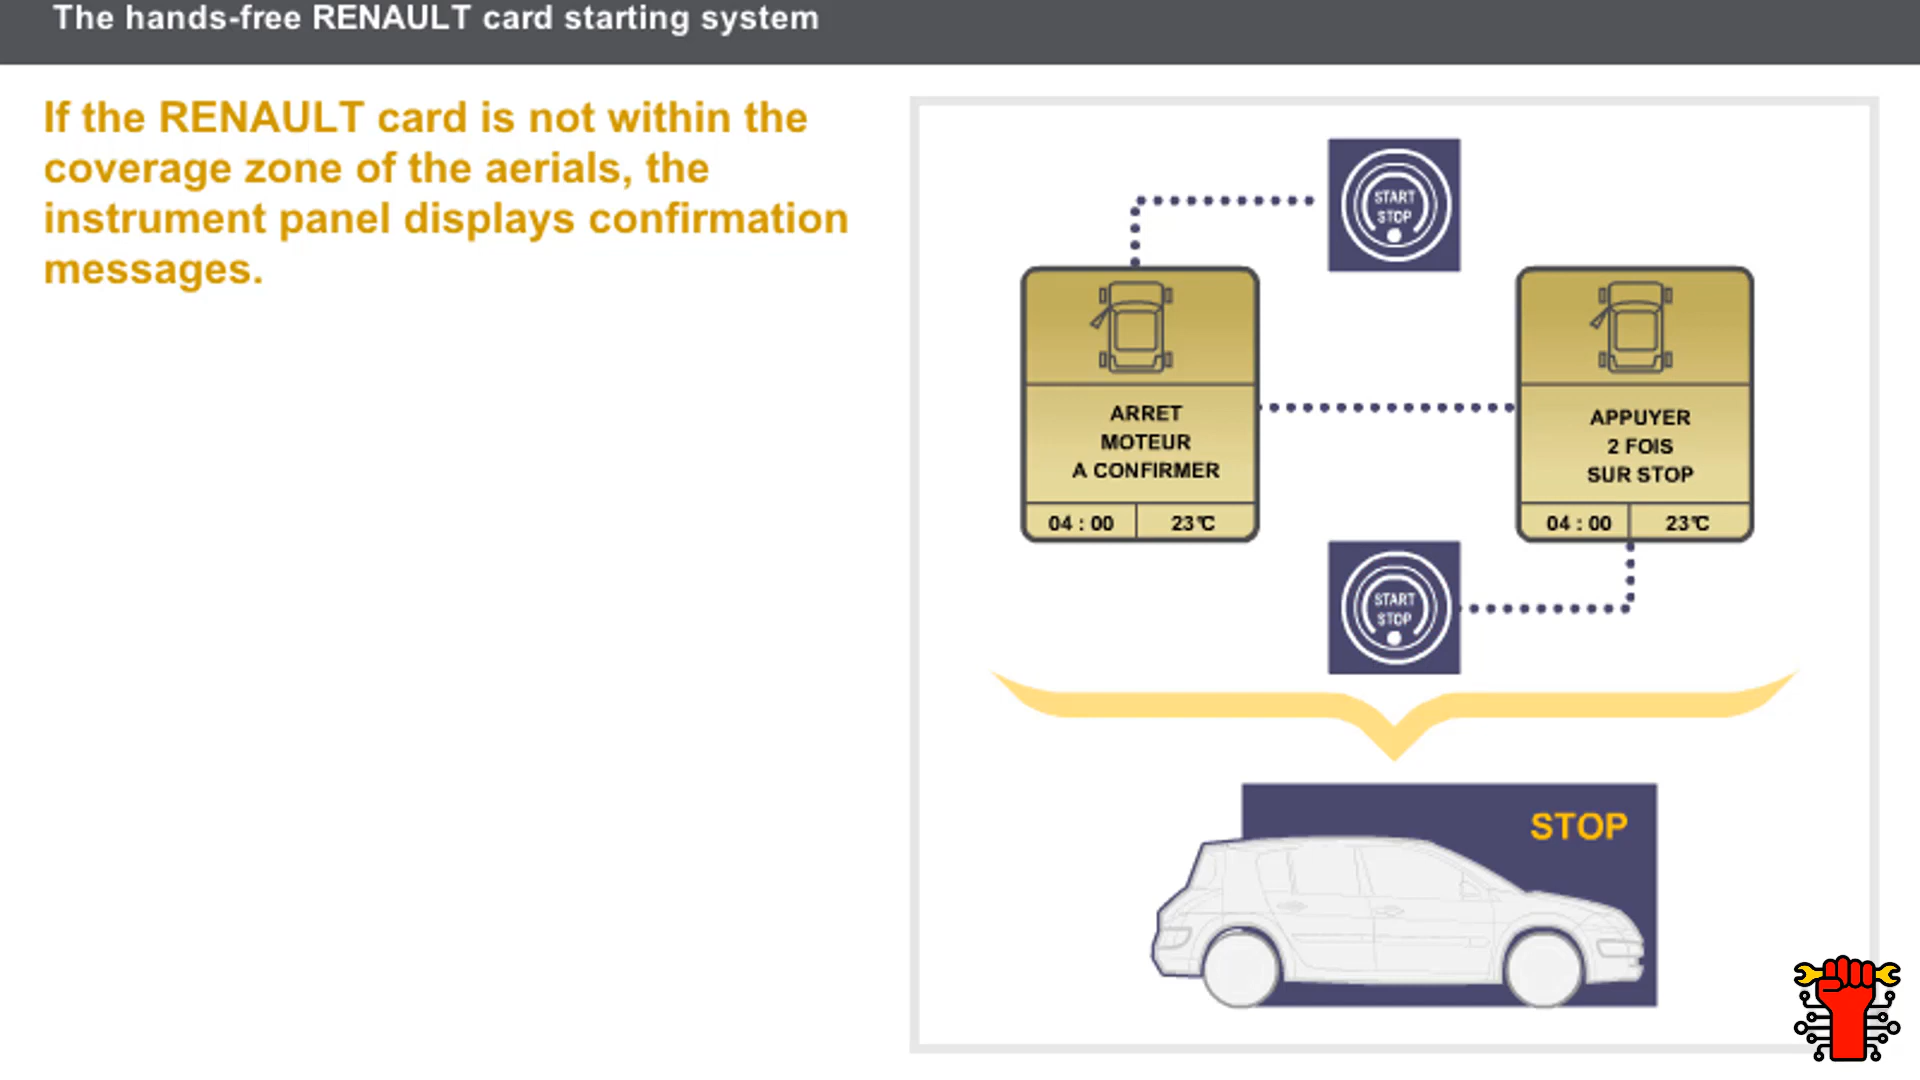 The hands-free RENAULT card starting system
If the RENAULT card is not within the
coverage zone of the aerials, the
instrument panel displays confirmation
messages.
START
STOP
ARRET
MOTEUR
A CONFIRMER
04 : 00 23℃
APPUYER
2 FOIS
SUR STOP
04 : 00 23℃
START
STOP
STOP